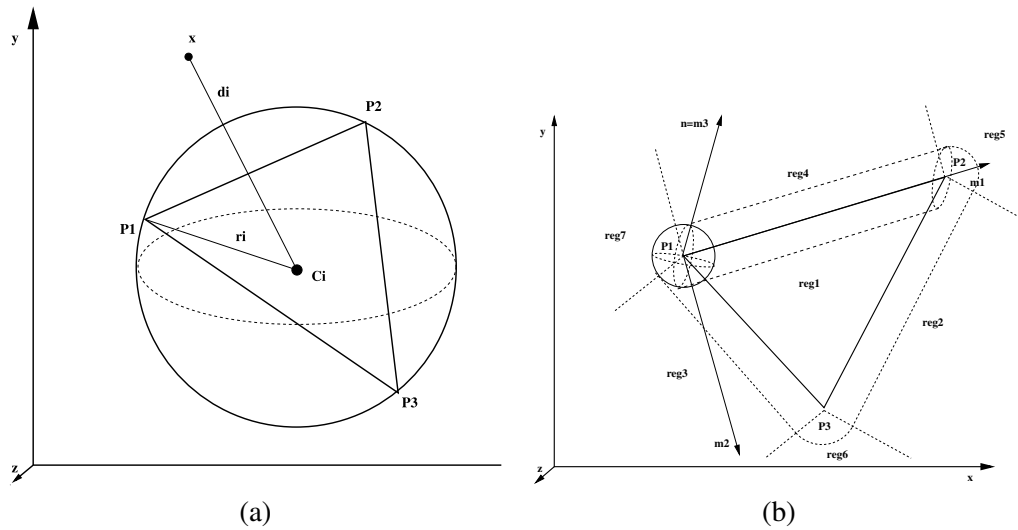 y
x
di
P2
P1
ri
Ci
P3
z
(a)
y
n=m3
reg5
P2
m1
reg4
reg7
P1
reg1
reg2
reg3
P3
m2
reg6
z
x
(b)